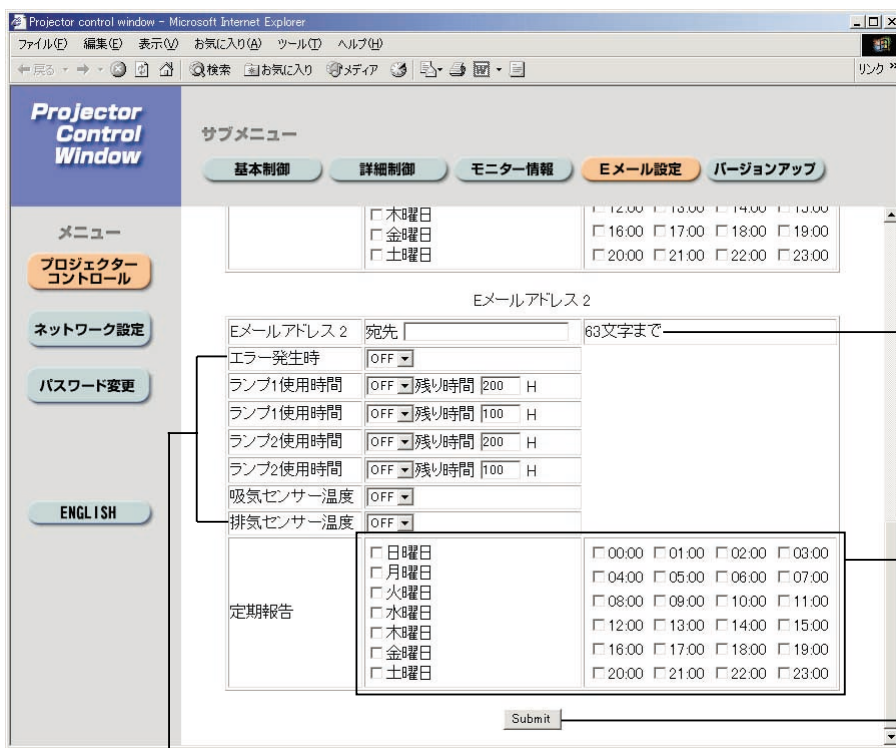 Projector control window - Microsoft Internet Explorer
ファイル(F) 編集(E) 表示(V) お気に入り(A) ツール(T) ヘルプ(H)
戻る 検索 お気に入り メディア リンク »
Projector
Control
Window
サブメニュー
基本制御 詳細制御 モニター情報 Eメール設定 バージョンアップ
メニュー
プロジェクター
コントロール
ネットワーク設定
パスワード変更
ENGLISH
木曜日
金曜日
土曜日
12:00 13:00 14:00 15:00
16:00 17:00 18:00 19:00
20:00 21:00 22:00 23:00
Eメールアドレス 2
Eメールアドレス 2 宛先 63文字まで
エラー発生時 OFF
ランプ1使用時間 OFF 残り時間 200 H
ランプ1使用時間 OFF 残り時間 100 H
ランプ2使用時間 OFF 残り時間 200 H
ランプ2使用時間 OFF 残り時間 100 H
吸気センサー温度 OFF
排気センサー温度 OFF
定期報告
日曜日
月曜日
火曜日
水曜日
木曜日
金曜日
土曜日
00:00 01:00 02:00 03:00
04:00 05:00 06:00 07:00
08:00 09:00 10:00 11:00
12:00 13:00 14:00 15:00
16:00 17:00 18:00 19:00
20:00 21:00 22:00 23:00
Submit